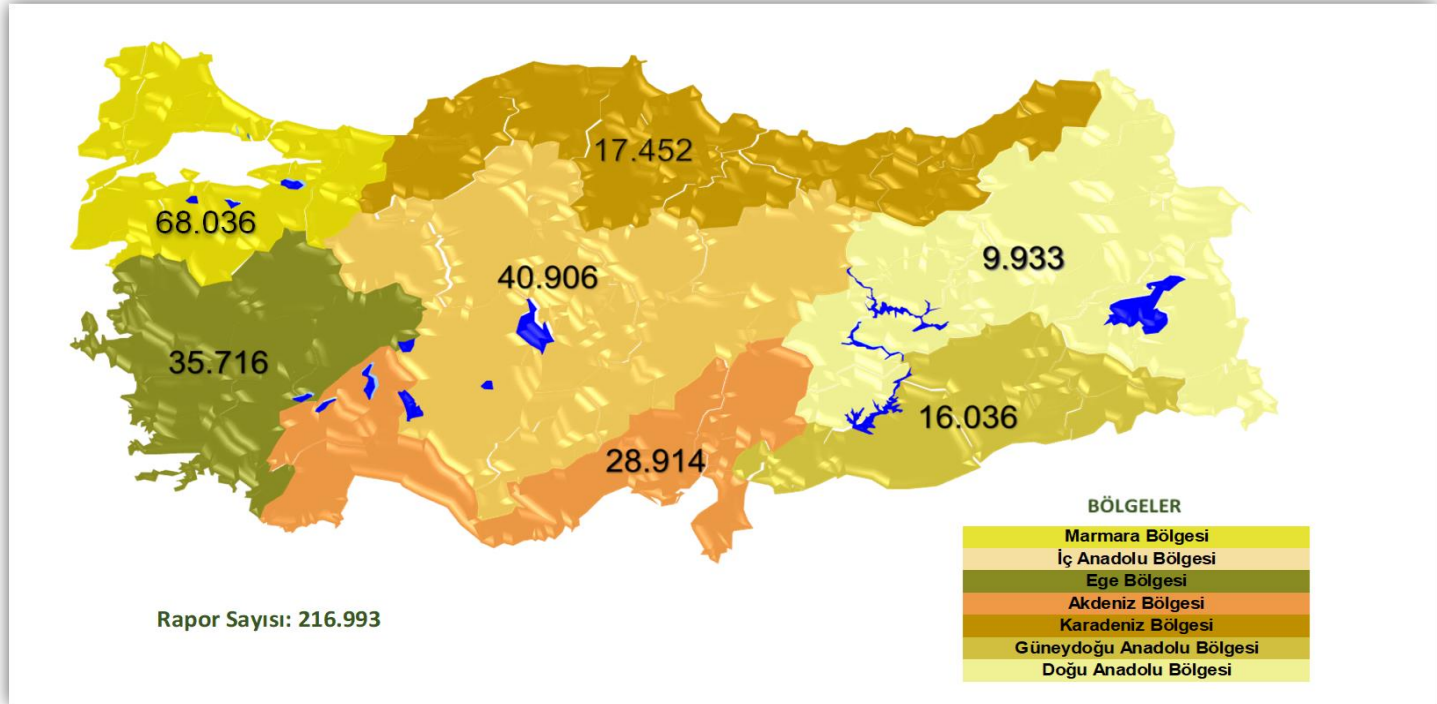 17.452
68.036
9.933
40.906
35.716
16.036
28.914
BÖLGELER
Marmara Bölgesi
İç Anadolu Bölgesi
Ege Bölgesi
Akdeniz Bölgesi
Karadeniz Bölgesi
Güneydoğu Anadolu Bölgesi
Doğu Anadolu Bölgesi
Rapor Sayısı: 216.993